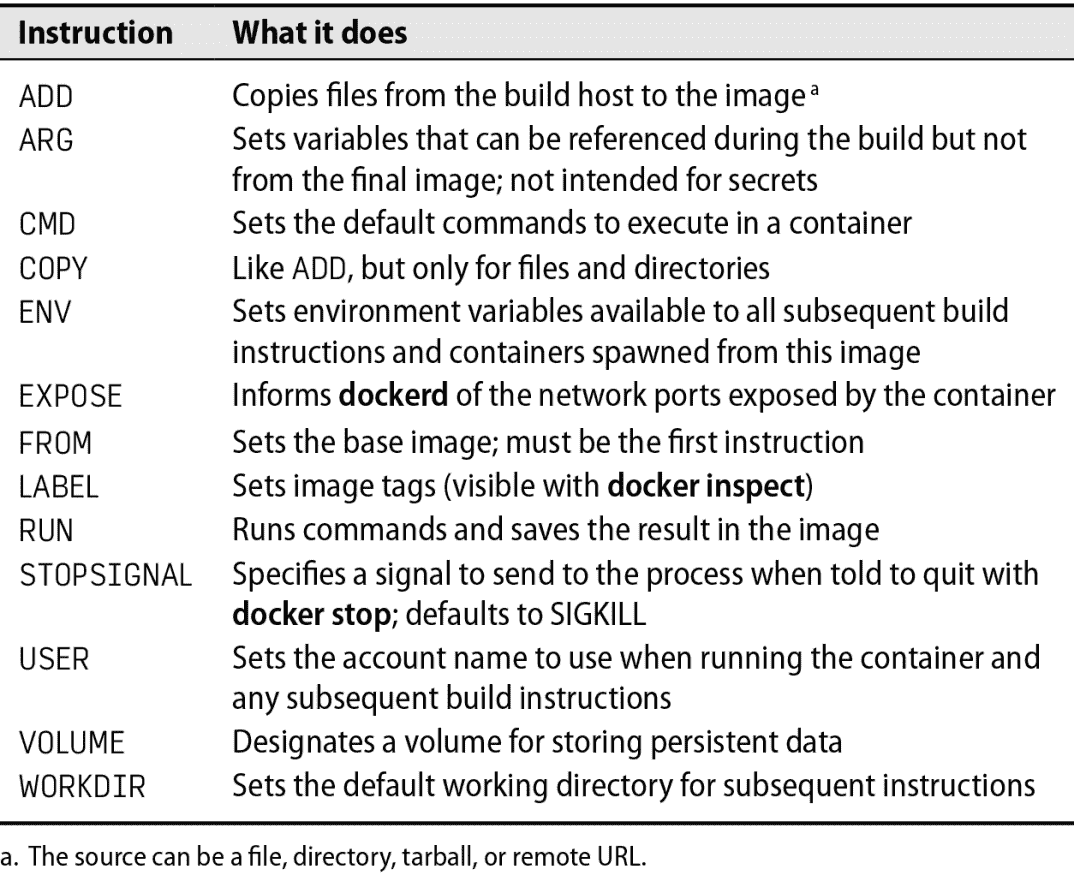 Instruction What it does
ADD Copies files from the build host to the image a
ARG Sets variables that can be referenced during the build but not
from the final image; not intended for secrets
CMD Sets the default commands to execute in a container
COPY Like ADD, but only for files and directories
ENV Sets environment variables available to all subsequent build
instructions and containers spawned from this image
EXPOSE Informs dockerd of the network ports exposed by the container
FROM Sets the base image; must be the first instruction
LABEL Sets image tags (visible with docker inspect)
RUN Runs commands and saves the result in the image
STOPSIGNAL Specifies a signal to send to the process when told to quit with
docker stop; defaults to SIGKILL
USER Sets the account name to use when running the container and
any subsequent build instructions
VOLUME Designates a volume for storing persistent data
WORKDIR Sets the default working directory for subsequent instructions
a. The source can be a file, directory, tarball, or remote URL.